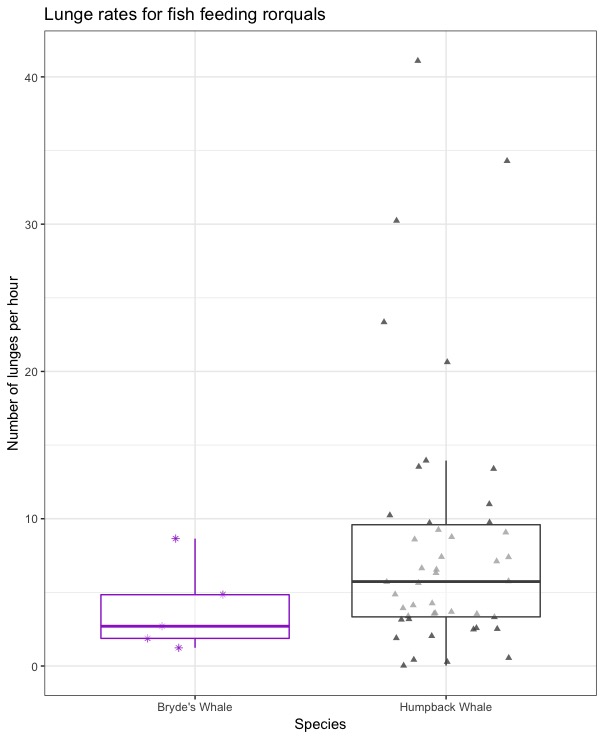 Lunge rates for fish feeding rorquals
Number of lunges per hour
40
30
20
10
0
Bryde's Whale
Humpback Whale
Species